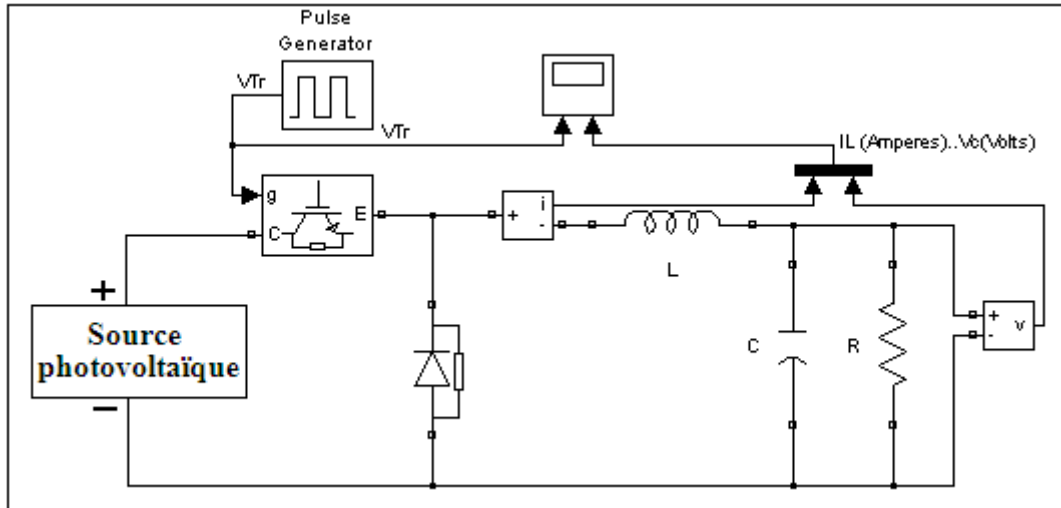 Pulse
Generator
VTr
VTr
IL (Amperes)..Vc(Volts)
g
C
E
+
i
-
L
+
Source
photovoltaïque
−
C
R
+
-
v